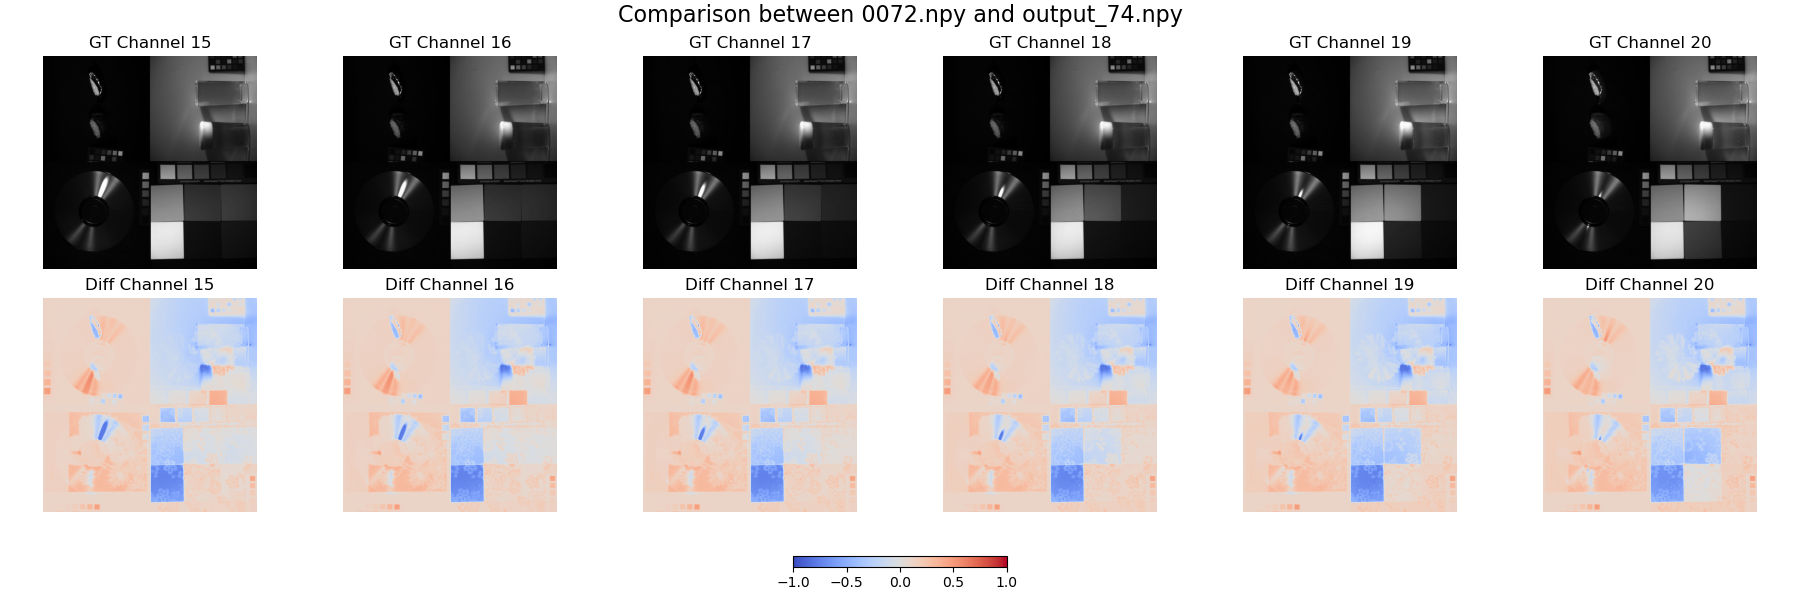 Comparison between 0072.npy and output_74.npy
GT Channel 15
GT Channel 16
GT Channel 17
GT Channel 18
GT Channel 19
GT Channel 20
Diff Channel 15
Diff Channel 16
Diff Channel 17
Diff Channel 18
Diff Channel 19
Diff Channel 20
−1.0 −0.5 0.0 0.5 1.0